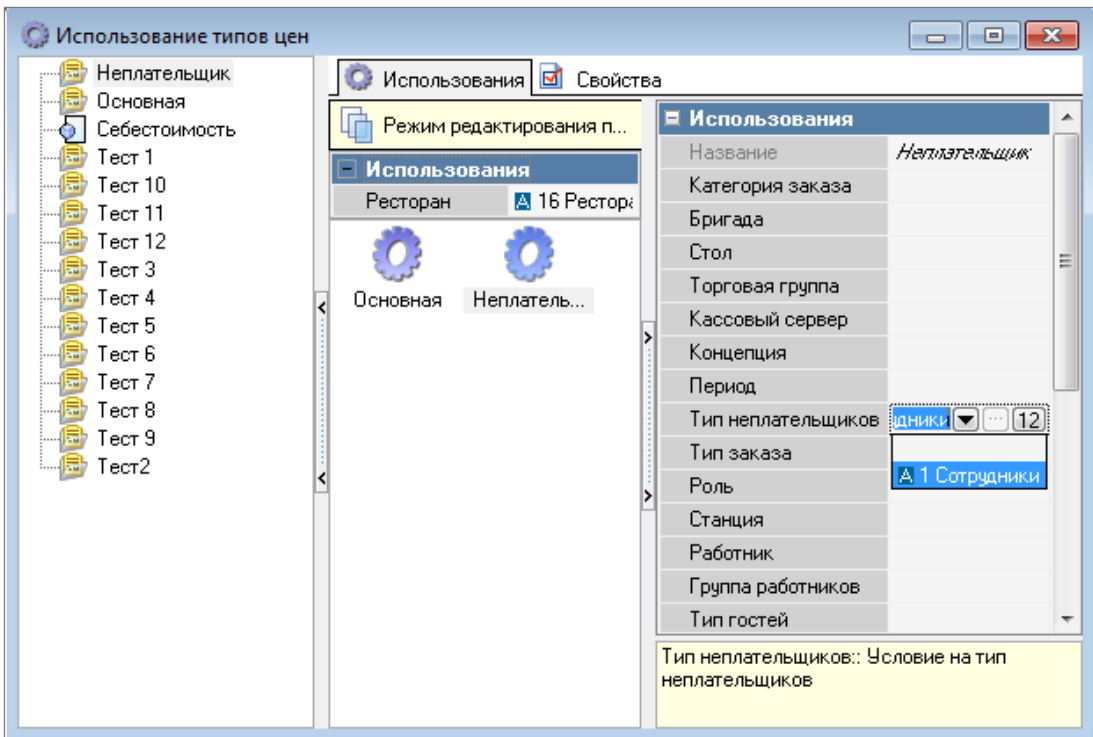 Использование типов цен
Неплательщик
Основная
Себестоимость
Тест 1
Тест 10
Тест 11
Тест 12
Тест 3
Тест 4
Тест 5
Тест 6
Тест 7
Тест 8
Тест 9
Тест2
Использования
Свойства
Режим редактирования п...
Использования
Ресторан A 16 Рестора
Основная
Неплатель...
Использования
Название Неплательщик
Категория заказа
Бригада
Стол
Торговая группа
Кассовый сервер
Концепция
Период
Тип неплательщиков удники ... 12
Тип заказа
A 1 Сотрудники
Роль
Станция
Работник
Группа работников
Тип гостей
Тип неплательщиков:: Условие на тип
неплательщиков